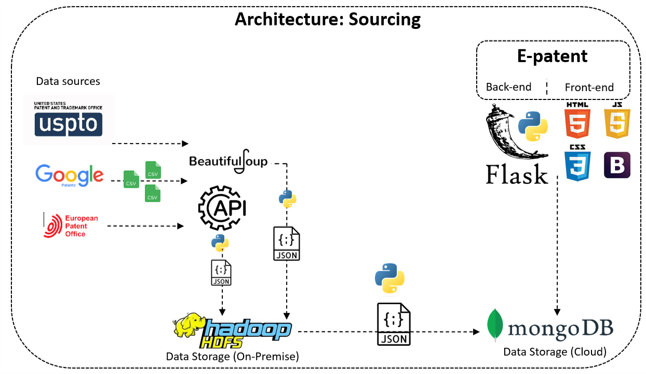 Architecture: Sourcing
E-patent
Back-end
Front-end
Data sources
UNITED STATES
PATENT AND TRADEMARK OFFICE
uspto
Google
Patents
CSV
CSV
CSV
European
Patent
Office
BeautifulSoup
API
{;}
JSON
{;}
JSON
HTML
5
JS
5
CSS
3
B
Flask
hadoop
HDFS
Data Storage (On-Premise)
{;}
JSON
mongoDB
Data Storage (Cloud)